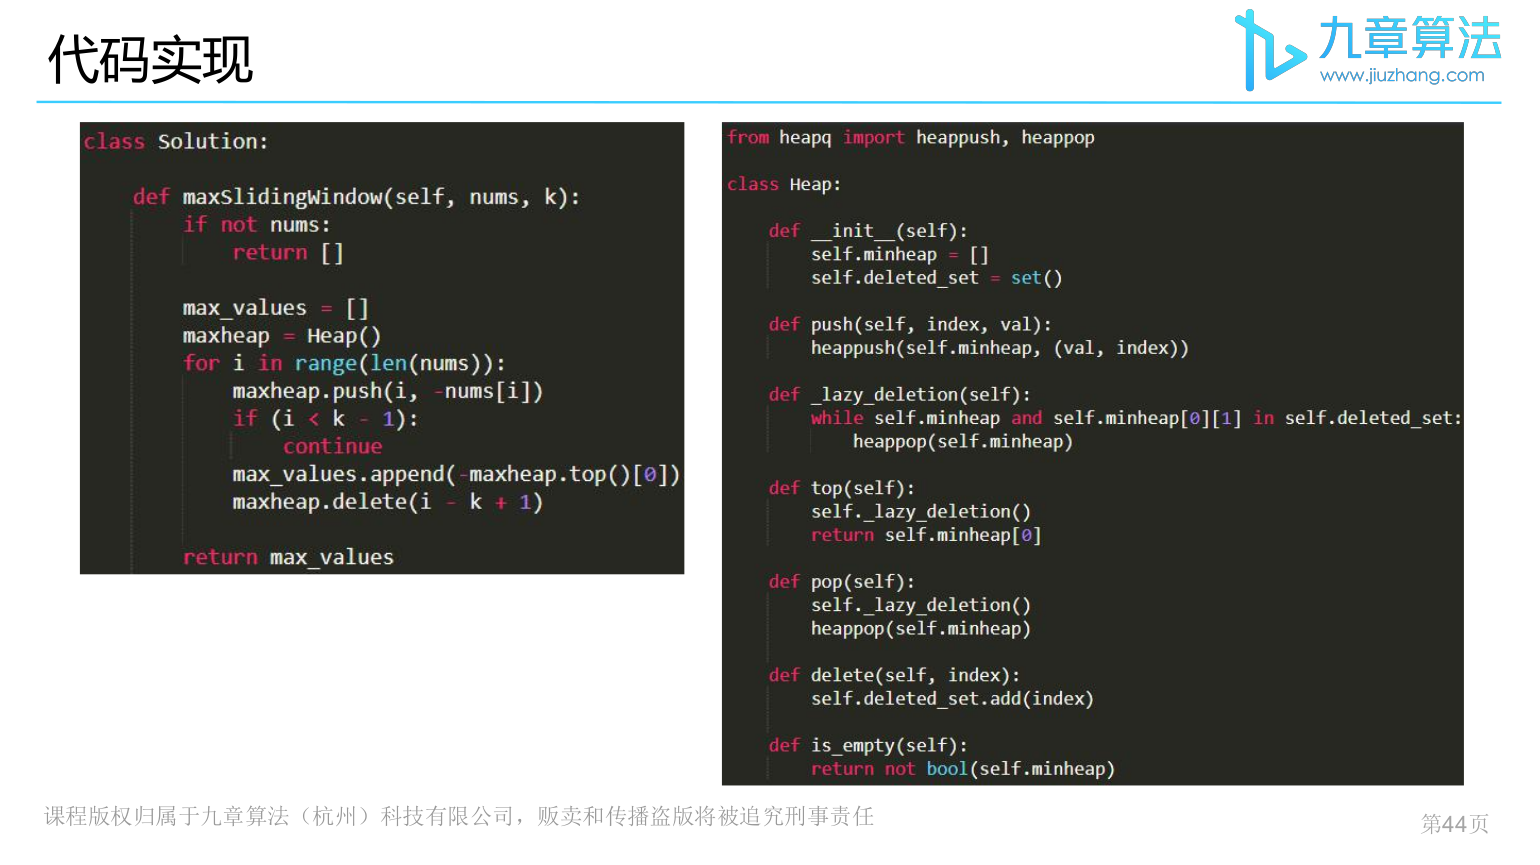 代码实现
九章算法
www.jiuzhang.com
class Solution:
def maxSlidingWindow(self, nums, k):
if not nums:
return []
max_values = []
maxheap = Heap()
for i in range(len(nums)):
maxheap.push(i, -nums[i])
if (i < k - 1):
continue
max_values.append(-maxheap.top()[0])
maxheap.delete(i - k + 1)
return max_values
from heapq import heappush, heappop
class Heap:
def __init__(self):
self.minheap = []
self.deleted_set = set()
def push(self, index, val):
heappush(self.minheap, (val, index))
def _lazy_deletion(self):
while self.minheap and self.minheap[0][1] in self.deleted_set:
heappop(self.minheap)
def top(self):
self._lazy_deletion()
return self.minheap[0]
def pop(self):
self._lazy_deletion()
heappop(self.minheap)
def delete(self, index):
self.deleted_set.add(index)
def is_empty(self):
return not bool(self.minheap)
课程版权归属于九章算法（杭州）科技有限公司，贩卖和传播盗版将被追究刑事责任
第44页